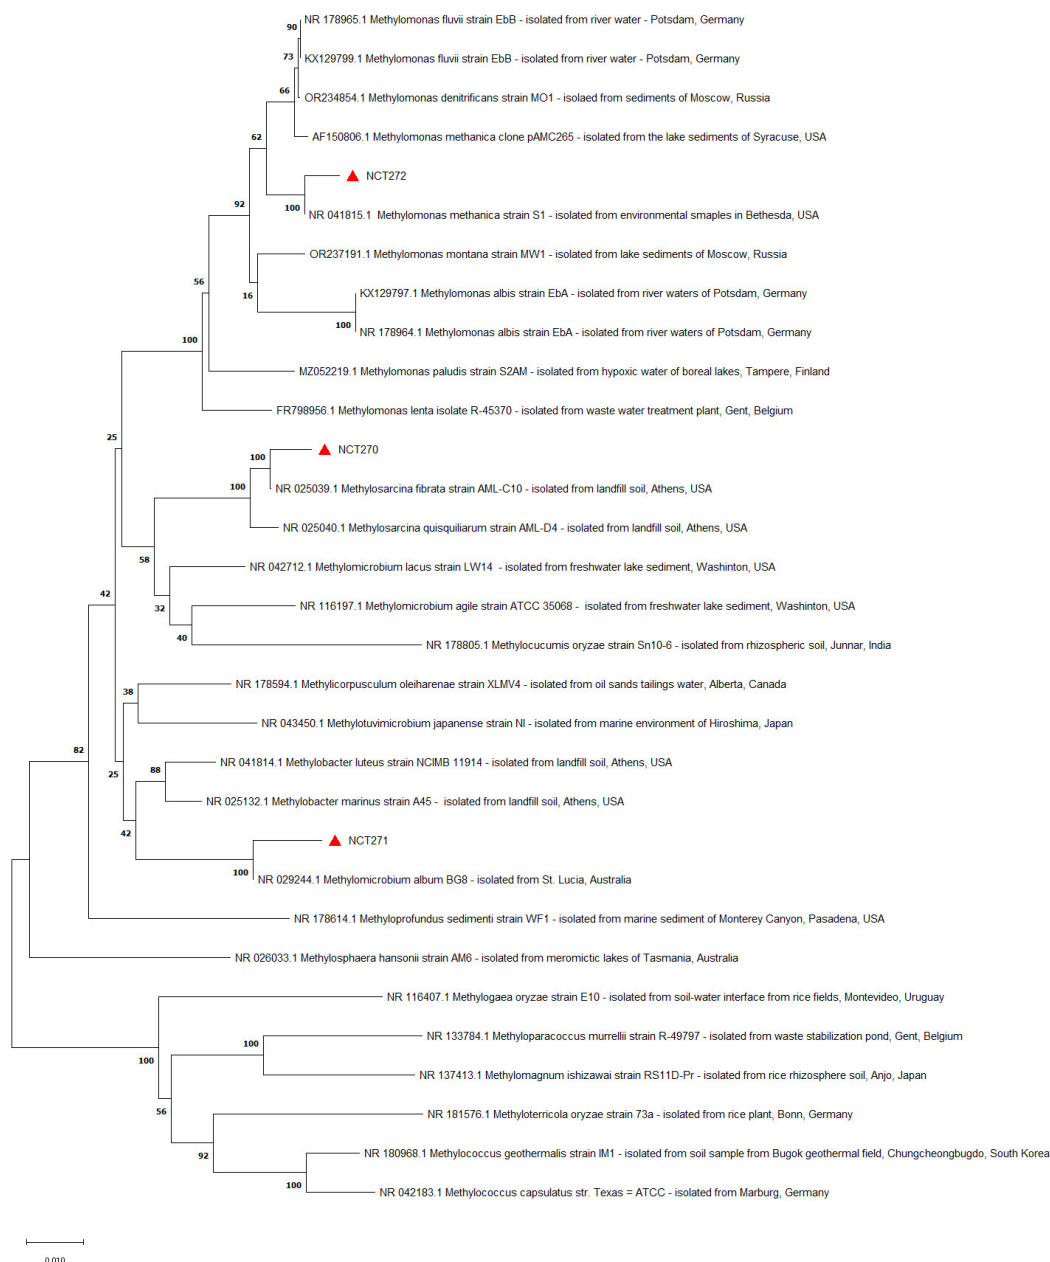 NR 178965.1 Methylomonas fluvii strain EbB - isolated from river water - Potsdam, Germany
90
73
KX129799.1 Methylomonas fluvii strain EbB - isolated from river water - Potsdam, Germany
66
OR234854.1 Methylomonas denitrificans strain MO1 - isolaed from sediments of Moscow, Russia
62
AF150806.1 Methylomonas methanica clone pAMC265 - isolated from the lake sediments of Syracuse, USA
NCT272
92
100
NR 041815.1 Methylomonas methanica strain S1 - isolated from environmental smaples in Bethesda, USA
OR237191.1 Methylomonas montana strain MW1 - isolated from lake sediments of Moscow, Russia
56
16
KX129797.1 Methylomonas albis strain EbA - isolated from river waters of Potsdam, Germany
100
NR 178964.1 Methylomonas albis strain EbA - isolated from river waters of Potsdam, Germany
100
MZ052219.1 Methylomonas paludis strain S2AM - isolated from hypoxic water of boreal lakes, Tampere, Finland
FR798956.1 Methylomonas lenta isolate R-45370 - isolated from waste water treatment plant, Gent, Belgium
25
NCT270
100
100
NR 025039.1 Methylosarcina fibrata strain AML-C10 - isolated from landfill soil, Athens, USA
NR 025040.1 Methylosarcina quisquiliarum strain AML-D4 - isolated from landfill soil, Athens, USA
58
NR 042712.1 Methylomicrobium lacus strain LW14 - isolated from freshwater lake sediment, Washinton, USA
42
32
NR 116197.1 Methylomicrobium agile strain ATCC 35068 - isolated from freshwater lake sediment, Washinton, USA
40
NR 178805.1 Methylocucumis oryzae strain Sn10-6 - isolated from rhizospheric soil, Junnar, India
NR 178594.1 Methylicorpusculum oleiharenae strain XLMV4 - isolated from oil sands tailings water, Alberta, Canada
38
NR 043450.1 Methylotuvimicrobium japanense strain NI - isolated from marine environment of Hiroshima, Japan
82
NR 041814.1 Methylobacter luteus strain NCIMB 11914 - isolated from landfill soil, Athens, USA
25
88
NR 025132.1 Methylobacter marinus strain A45 - isolated from landfill soil, Athens, USA
42
NCT271
100
NR 029244.1 Methylomicrobium album BG8 - isolated from St. Lucia, Australia
NR 178614.1 Methyloprofundus sedimenti strain WF1 - isolated from marine sediment of Monterey Canyon, Pasadena, USA
NR 026033.1 Methylosphaera hansonii strain AM6 - isolated from meromictic lakes of Tasmania, Australia
NR 116407.1 Methylogaea oryzae strain E10 - isolated from soil-water interface from rice fields, Montevideo, Uruguay
NR 133784.1 Methyloparacoccus murrellii strain R-49797 - isolated from waste stabilization pond, Gent, Belgium
100
100
NR 137413.1 Methylomagnum ishizawai strain RS11D-Pr - isolated from rice rhizosphere soil, Anjo, Japan
56
NR 181576.1 Methyloterricola oryzae strain 73a - isolated from rice plant, Bonn, Germany
92
NR 180968.1 Methylococcus geothermalis strain IM1 - isolated from soil sample from Bugok geothermal field, Chungcheongbugdo, South Korea
100
NR 042183.1 Methylococcus capsulatus str. Texas = ATCC - isolated from Marburg, Germany
0.010